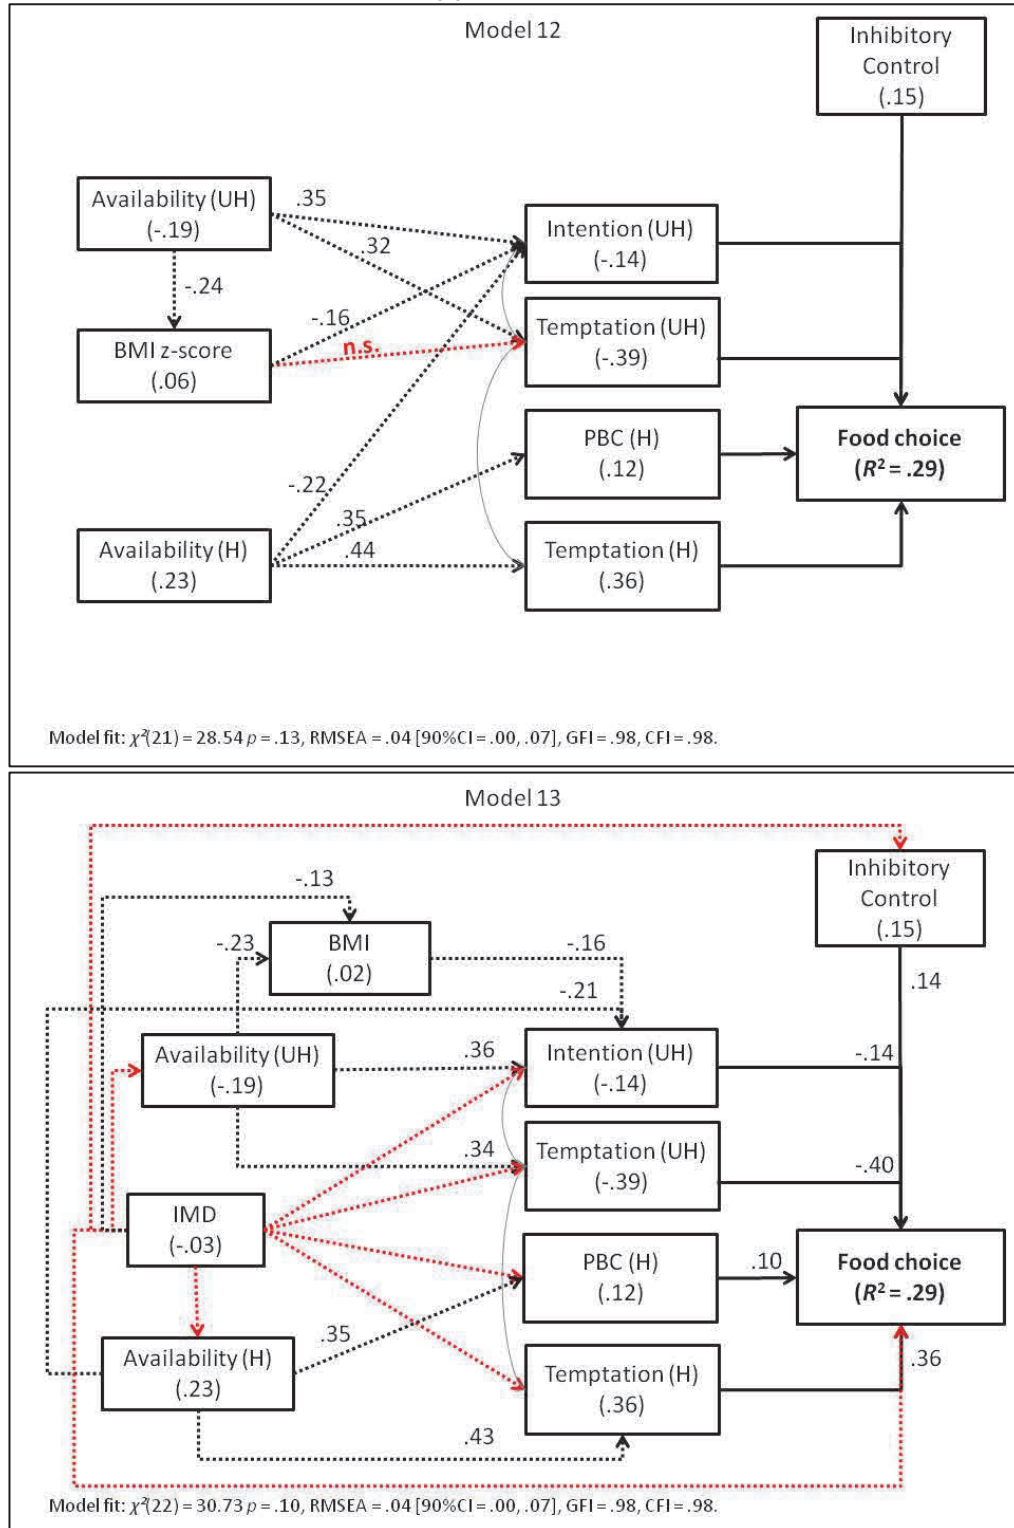 Model 12
Inhibitory
Control
(.15)
Availability (UH)
(-.19)
.35
.32
Intention (UH)
(-.14)
-.24
-.16
n.s.
Temptation (UH)
(-.39)
BMI z-score
(.06)
PBC (H)
(.12)
Food choice
(R² = .29)
-.22
.35
.44
Availability (H)
(.23)
Temptation (H)
(.36)
Model fit: χ²(21) = 28.54 p = .13, RMSEA = .04 [90%CI = .00, .07], GFI = .98, CFI = .98.
Model 13
Inhibitory
Control
(.15)
-.13
BMI
(.02)
-.23
-.16
-.21
.14
Availability (UH)
(-.19)
.36
Intention (UH)
(-.14)
-.14
.34
Temptation (UH)
(-.39)
-.40
IMD
(-.03)
PBC (H)
(.12)
.10
Food choice
(R² = .29)
.35
Availability (H)
(.23)
Temptation (H)
(.36)
.36
.43
Model fit: χ²(22) = 30.73 p = .10, RMSEA = .04 [90%CI = .00, .07], GFI = .98, CFI = .98.